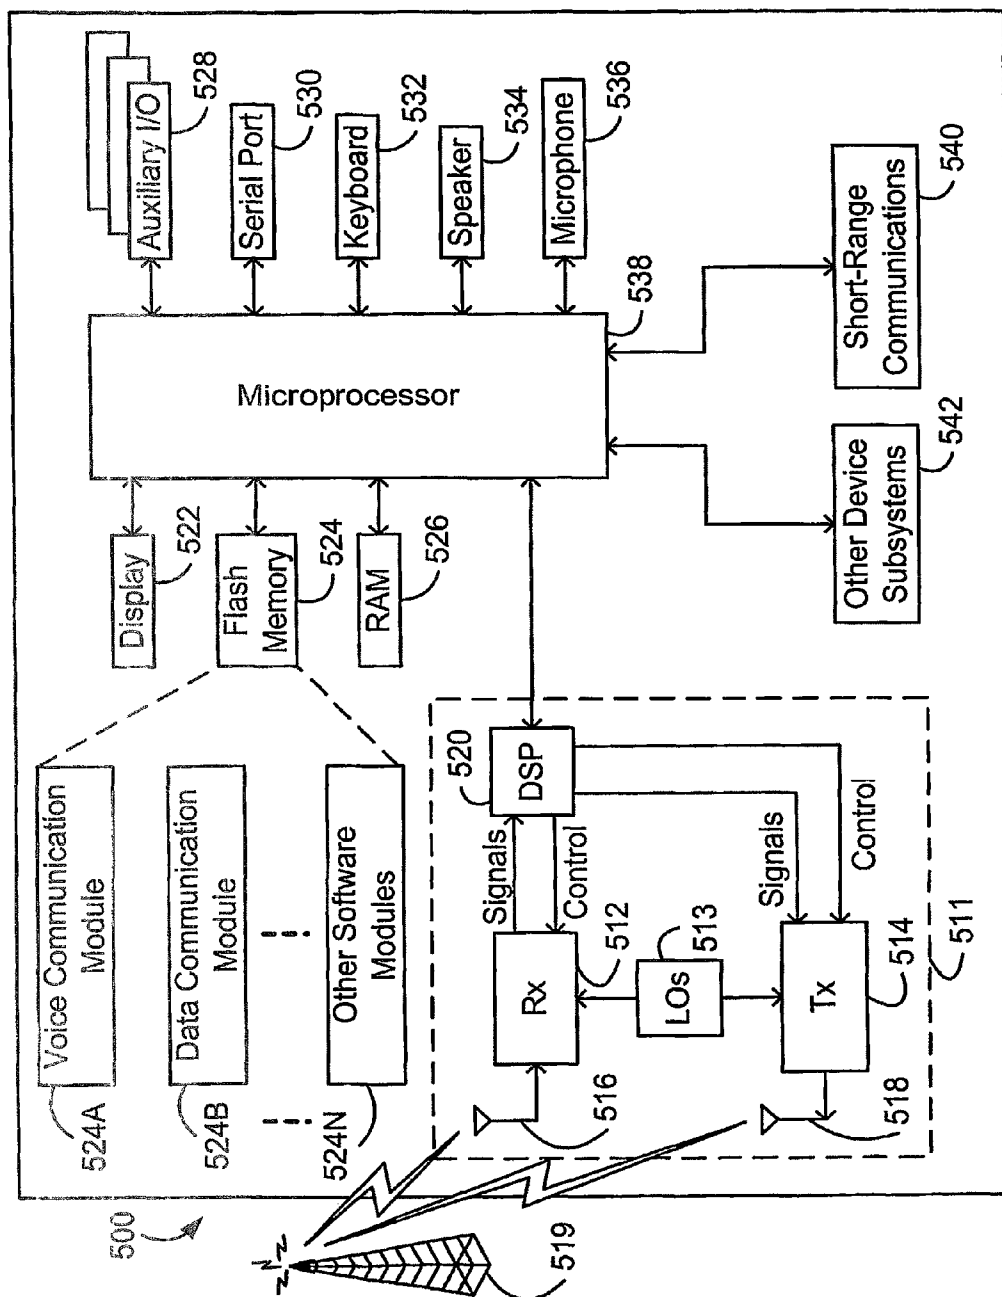 500
519
Voice Communication
Module
524A
Data Communication
Module
524B
Other Software
Modules
524N
Display
522
Flash
Memory
524
RAM
526
Microprocessor
538
Auxiliary I/O
528
Serial Port
530
Keyboard
532
Speaker
534
Microphone
536
Short-Range
Communications
540
Other Device
Subsystems
542
DSP
520
Signals
Control
Rx
512
LOs
513
Signals
Control
Tx
514
516
518
511